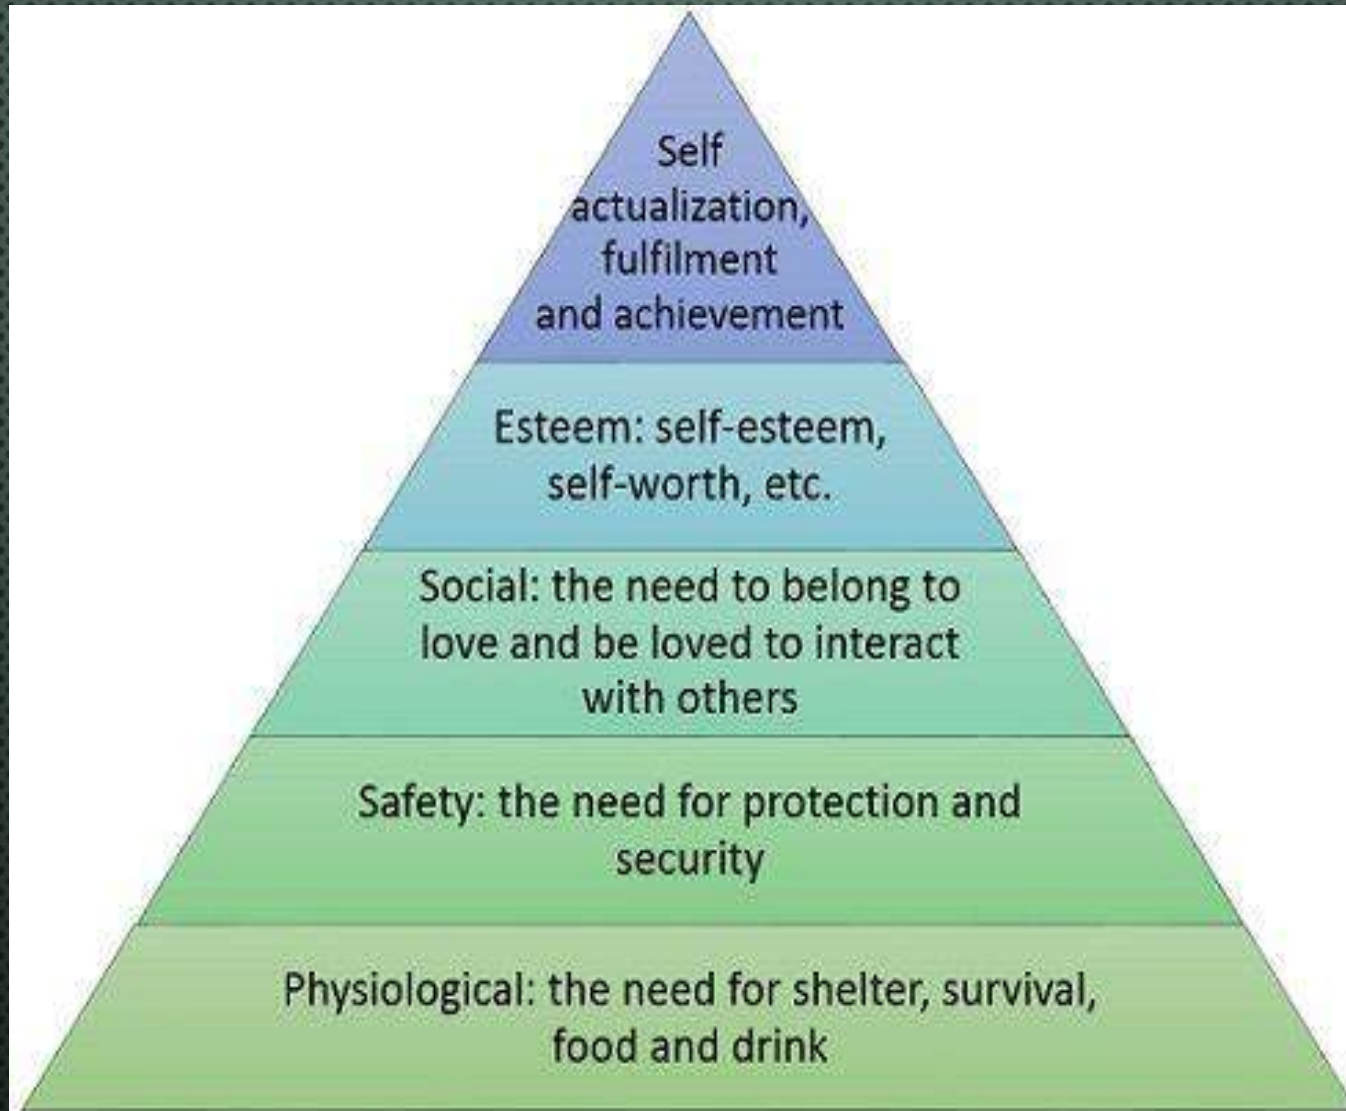 Self
actualization,
fulfilment
and achievement
Esteem: self-esteem,
self-worth, etc.
Social: the need to belong to
love and be loved to interact
with others
Safety: the need for protection and
security
Physiological: the need for shelter, survival,
food and drink